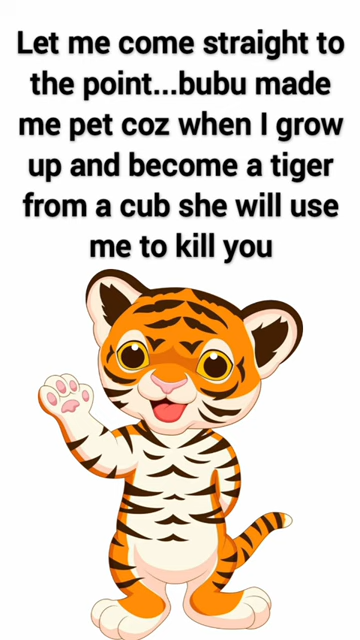 Let me come straight to
the point...bubu made
me pet coz when I grow
up and become a tiger
from a cub she will use
me to kill you